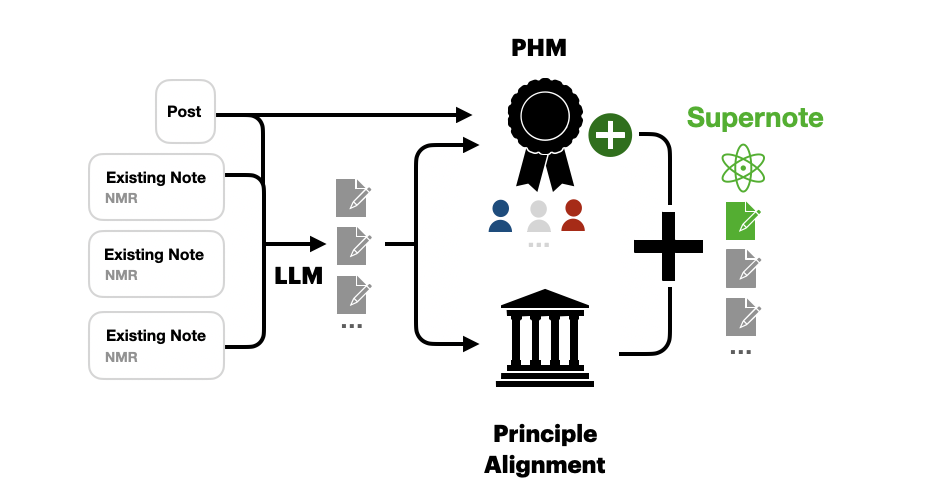 PHM
Post
Supernote
Existing Note
NMR
Existing Note
NMR
LLM
...
...
Existing Note
NMR
...
Principle
Alignment